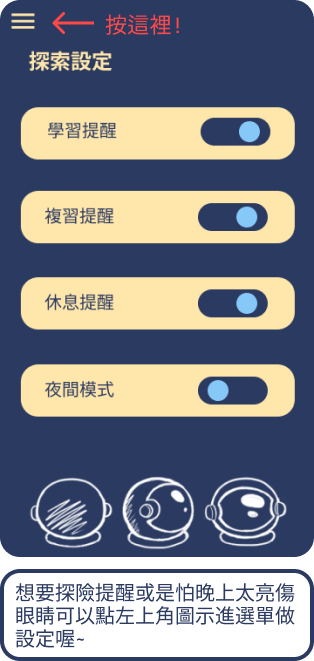 按這裡!
探索設定
學習提醒
複習提醒
休息提醒
夜間模式
想要探險提醒或是怕晚上太亮傷
眼睛可以點左上角圖示進選單做
設定喔~